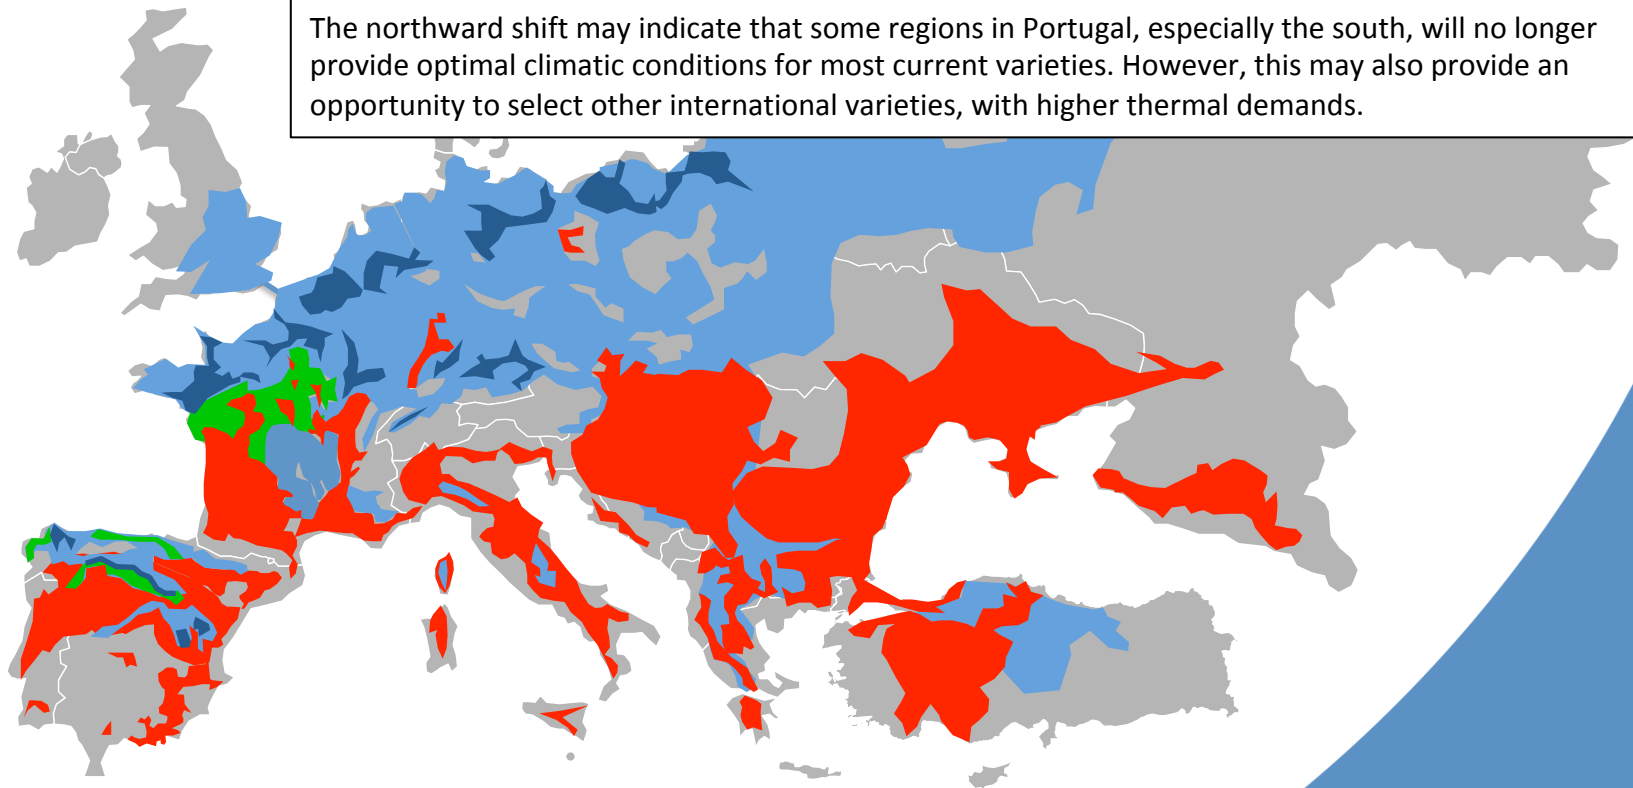 The northward shift may indicate that some regions in Portugal, especially the south, will no longer
provide optimal climatic conditions for most current varieties. However, this may also provide an
opportunity to select other international varieties, with higher thermal demands.